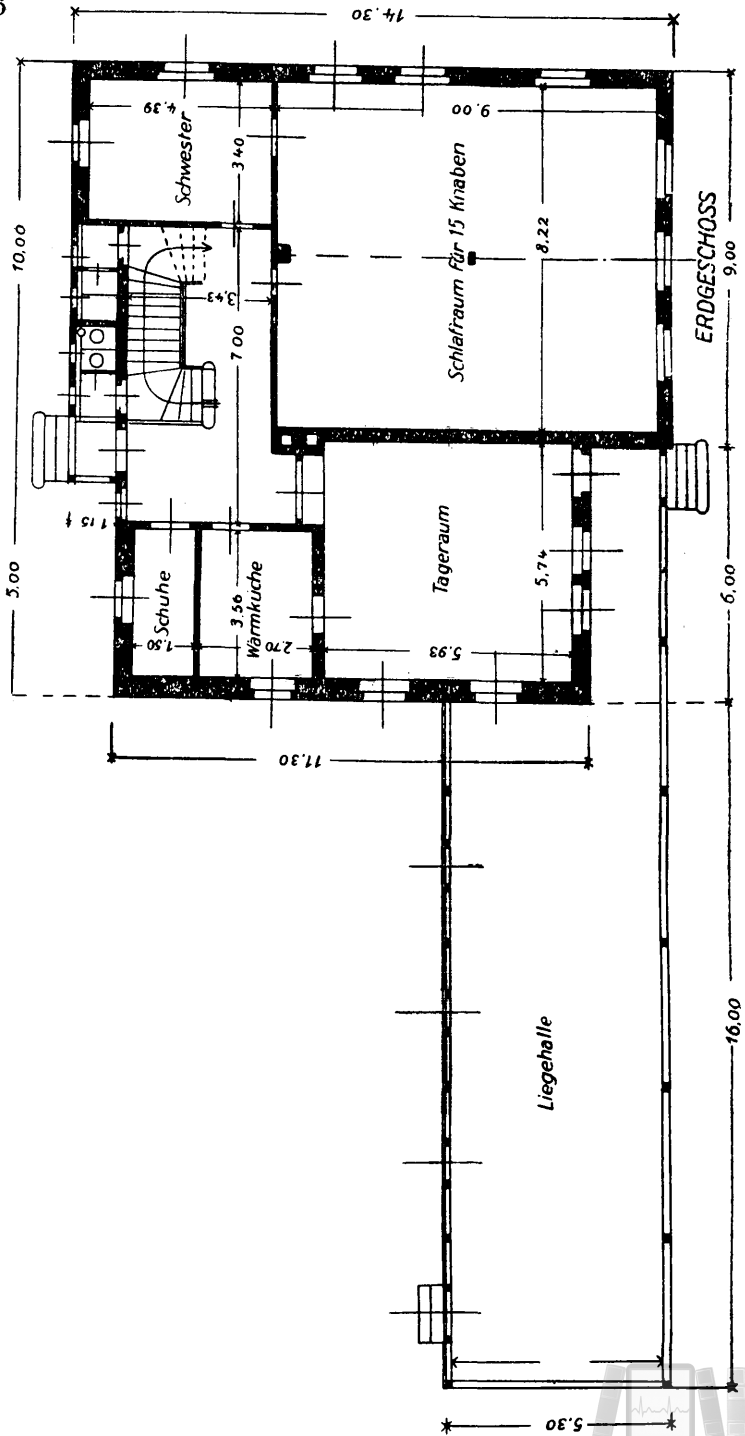 14.30
10,00
4.39
9.00
Schwester
3 40
Schlafraum für 15 Knaben
8.22
ERDGESCHOSS
9,00
3,43
7 00
1 15
5,00
Schuhe
1.50
3,56
Warmküche
2.70
Tageraum
5,74
5.93
6,00
11.30
Liegehalle
16,00
5.30